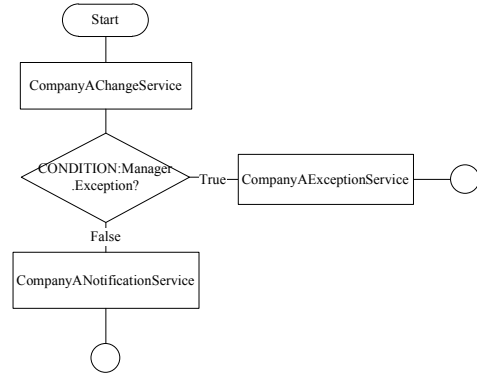 Start
CompanyAChangeService
CONDITION:Manager
.Exception?
True
CompanyAExceptionService
False
CompanyANotificationService